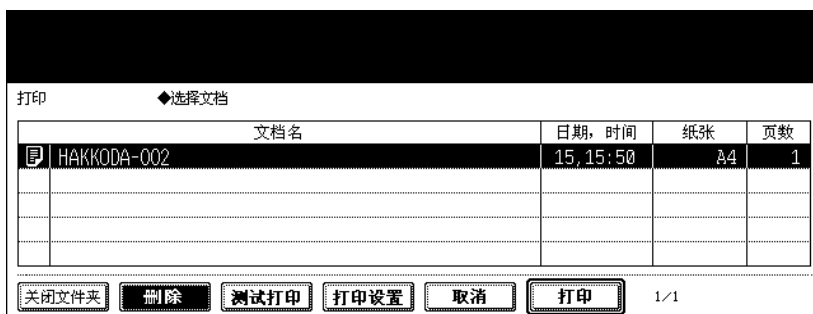 打印 ◆选择文档
文档名 日期，时间 纸张 页数
HAKKODA-002 15,15:50 A4 1
关闭文件夹 删除 测试打印 打印设置 取消 打印 1/1